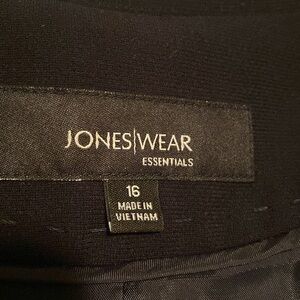 JONES|WEAR
ESSENTIALS
16
MADE IN
VIETNAM